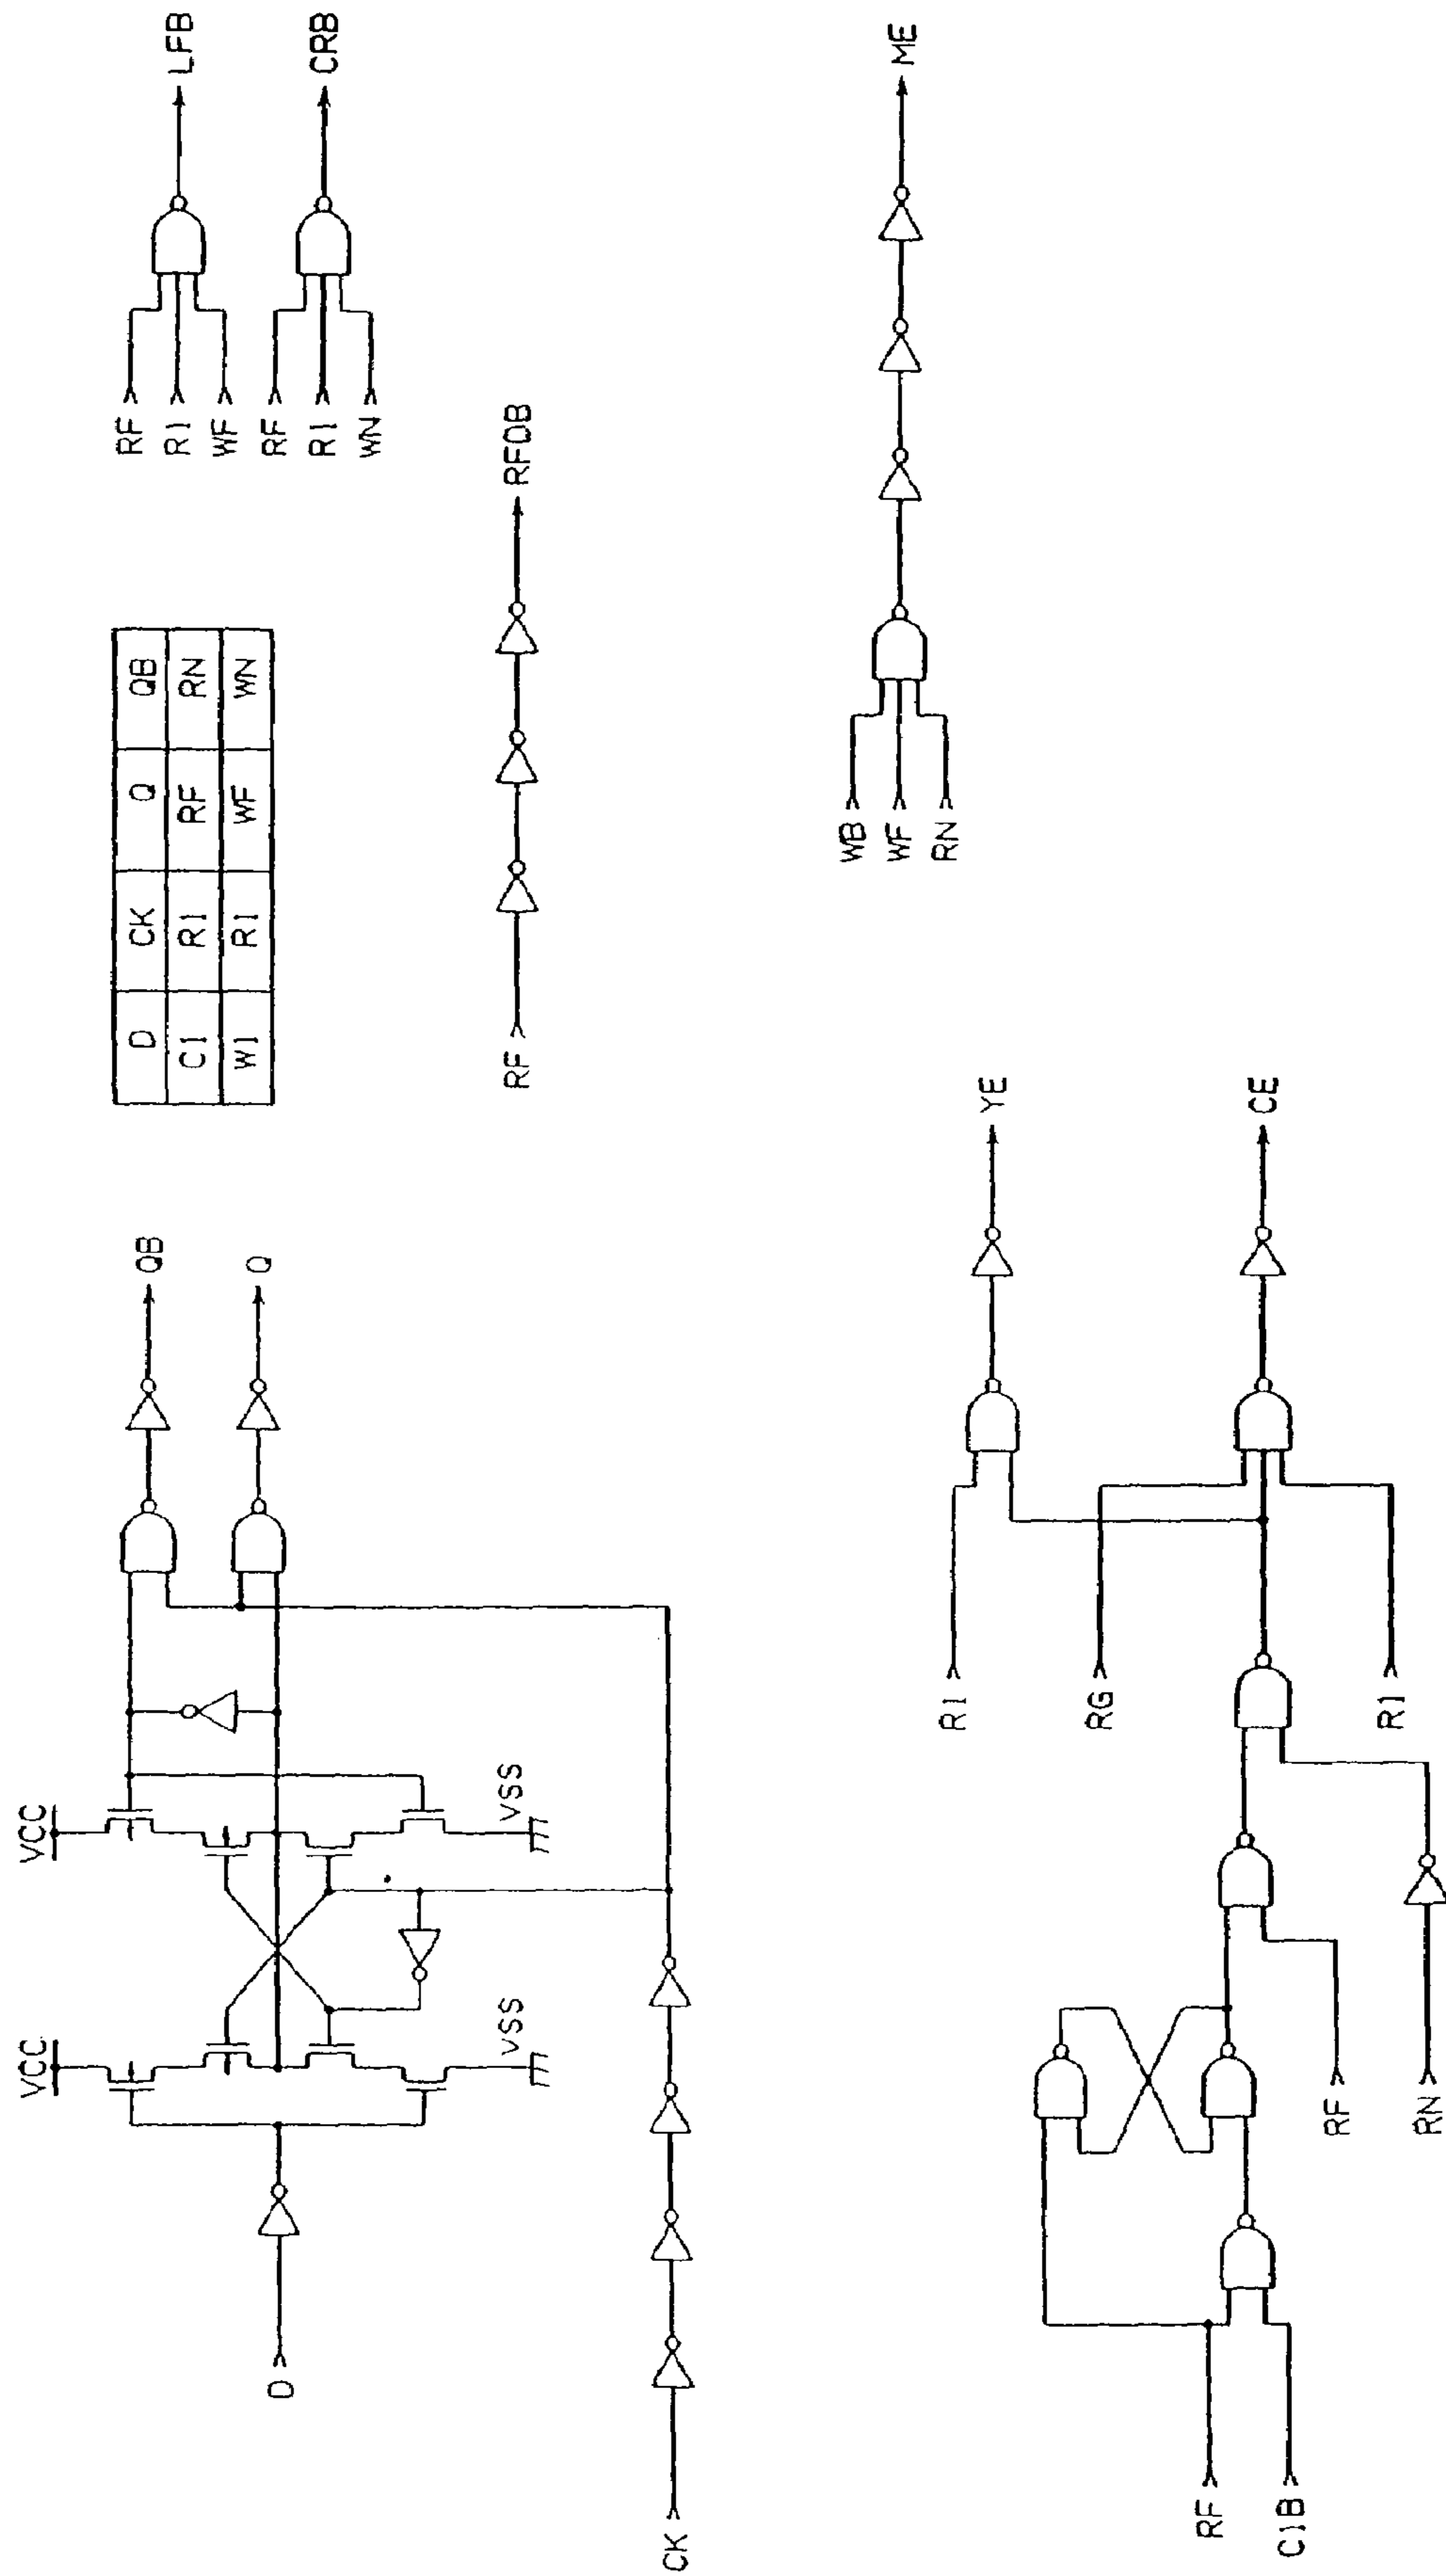 D CK Q QB
C1 R1 RF RN
W1 R1 WF WN
VCC
VCC
VSS
VSS
D
CK
QB
Q
RF
R1
WF
LFB
RF
R1
WN
CRB
RF
RFDB
WB
WF
RN
ME
R1
YE
RG
R1
CE
RF
C1B
RF
RN